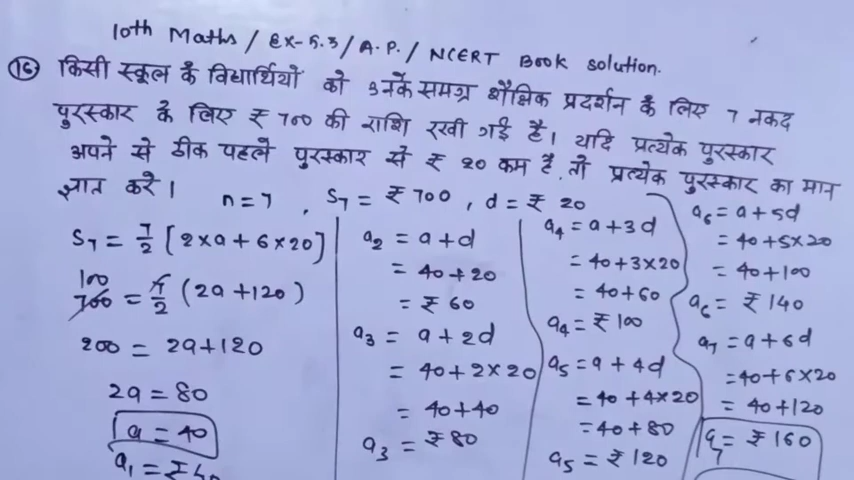 10th Maths / EX-5.3 / A.P. / NCERT Book solution.
16 किसी स्कूल के विद्यार्थियों को उनके समग्र शैक्षिक प्रदर्शन के लिए 7 नकद
पुरस्कार के लिए ₹ 700 की राशि रखी गई है। यदि प्रत्येक पुरस्कार
अपने से ठीक पहले पुरस्कार से ₹ 20 कम है, तो प्रत्येक पुरस्कार का मान
ज्ञात करे।
n = 7, S7 = ₹ 700, d = ₹ 20
S7 = 7/2 [2×a + 6×20]
100
700 = 7/2 (2a + 120)
200 = 2a + 120
2a = 80
a = 40
a1 = ₹ 40
a2 = a + d
= 40 + 20
= ₹ 60
a3 = a + 2d
= 40 + 2×20
= 40 + 40
a3 = ₹ 80
a4 = a + 3d
= 40 + 3×20
= 40 + 60
a4 = ₹ 100
a5 = a + 4d
= 40 + 4×20
= 40 + 80
a5 = ₹ 120
a6 = a + 5d
= 40 + 5×20
= 40 + 100
a6 = ₹ 140
a7 = a + 6d
= 40 + 6×20
= 40 + 120
a7 = ₹ 160